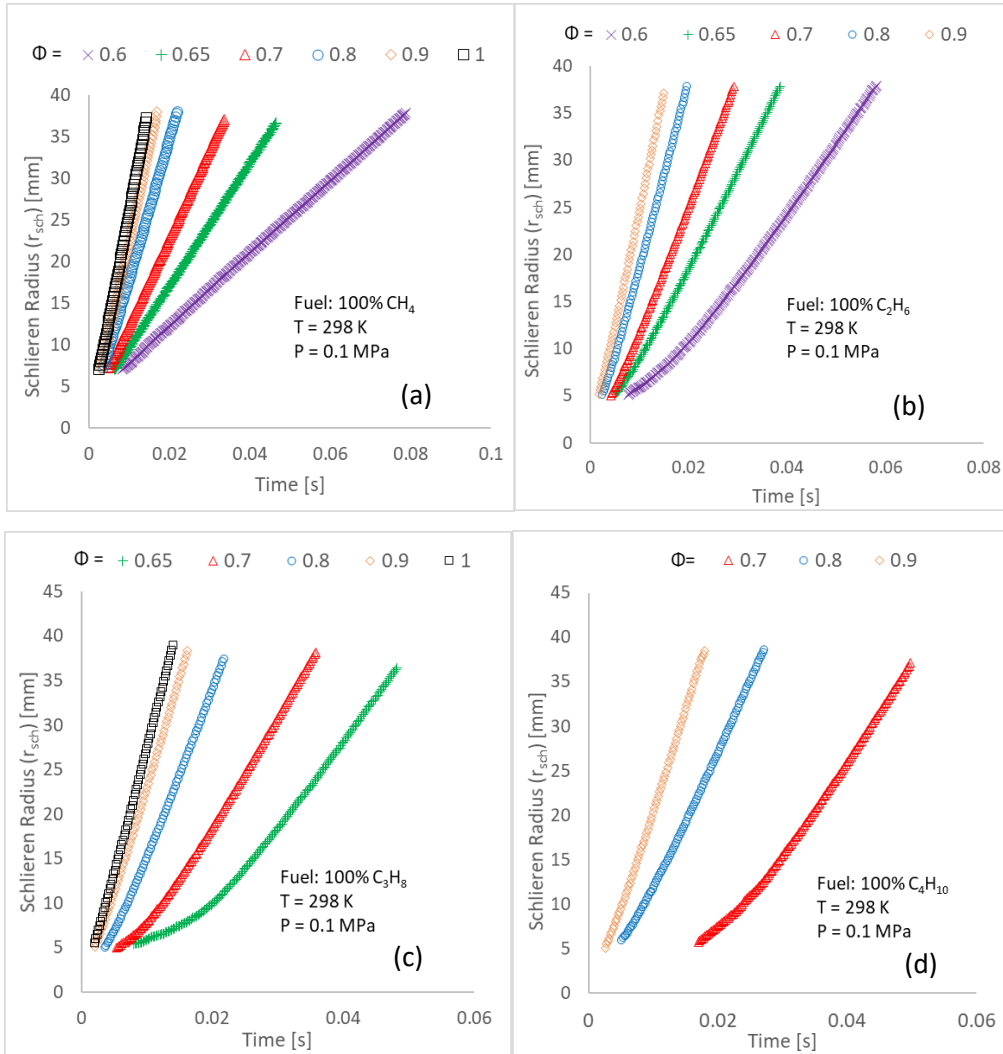 Φ = × 0.6 + 0.65 △ 0.7 ○ 0.8 ◇ 0.9 □ 1
Schlieren Radius (rsch) [mm]
40
35
30
25
20
15
10
5
0
Fuel: 100% CH4
T = 298 K
P = 0.1 MPa
(a)
0 0.02 0.04 0.06 0.08 0.1
Time [s]
Φ = × 0.6 + 0.65 △ 0.7 ○ 0.8 ◇ 0.9
Schlieren Radius (rsch) [mm]
40
35
30
25
20
15
10
5
0
Fuel: 100% C2H6
T = 298 K
P = 0.1 MPa
(b)
0 0.02 0.04 0.06 0.08
Time [s]
Φ = + 0.65 △ 0.7 ○ 0.8 ◇ 0.9 □ 1
Schlieren Radius (rsch) [mm]
45
40
35
30
25
20
15
10
5
0
Fuel: 100% C3H8
T = 298 K
P = 0.1 MPa
(c)
0 0.02 0.04 0.06
Time [s]
Φ= △ 0.7 ○ 0.8 ◇ 0.9
Schlieren Radius (rsch) [mm]
45
40
35
30
25
20
15
10
5
0
Fuel: 100% C4H10
T = 298 K
P = 0.1 MPa
(d)
0 0.02 0.04 0.06
Time [s]